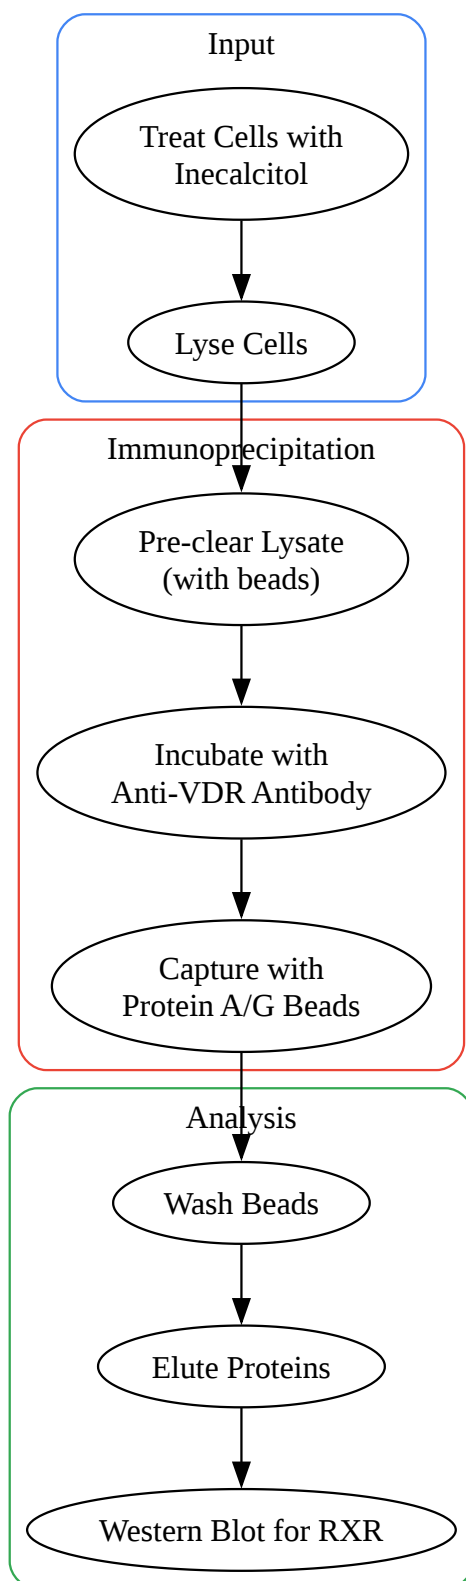 Input
Treat Cells with
Inecalcitol
Lyse Cells
Immunoprecipitation
Pre-clear Lysate
(with beads)
Incubate with
Anti-VDR Antibody
Capture with
Protein A/G Beads
Analysis
Wash Beads
Elute Proteins
Western Blot for RXR